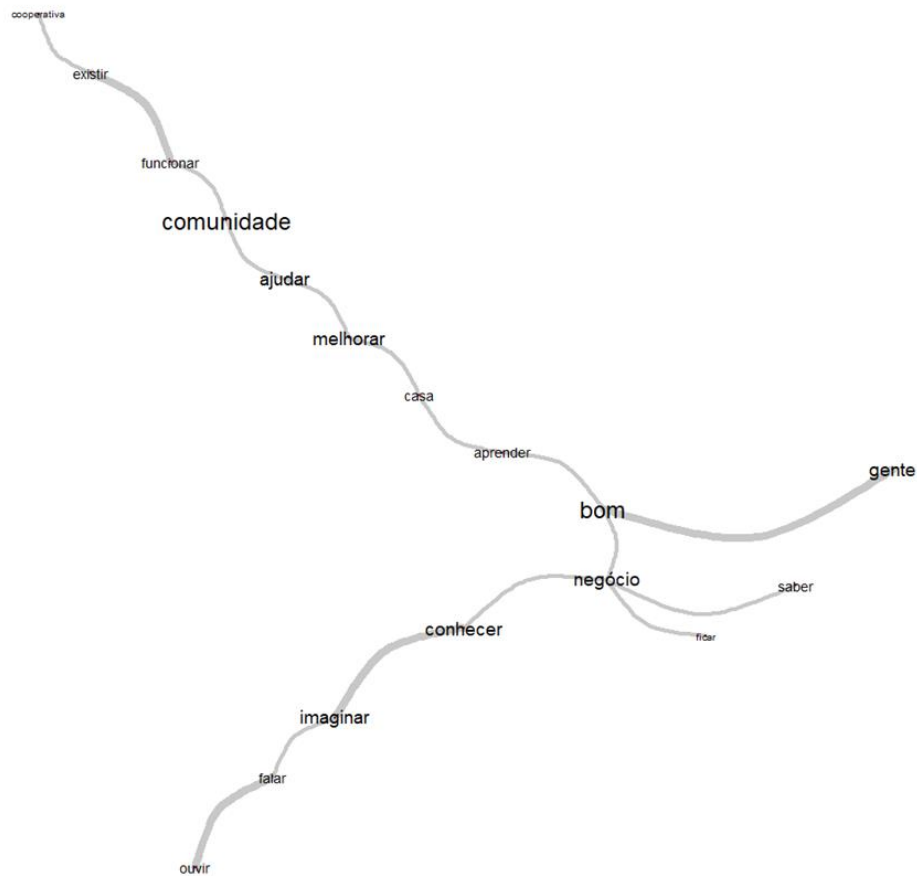 cooperativa
existir
funcionar
comunidade
ajudar
melhorar
casa
aprender
gente
bom
negócio
saber
conhecer
ficar
imaginar
falar
ouvir